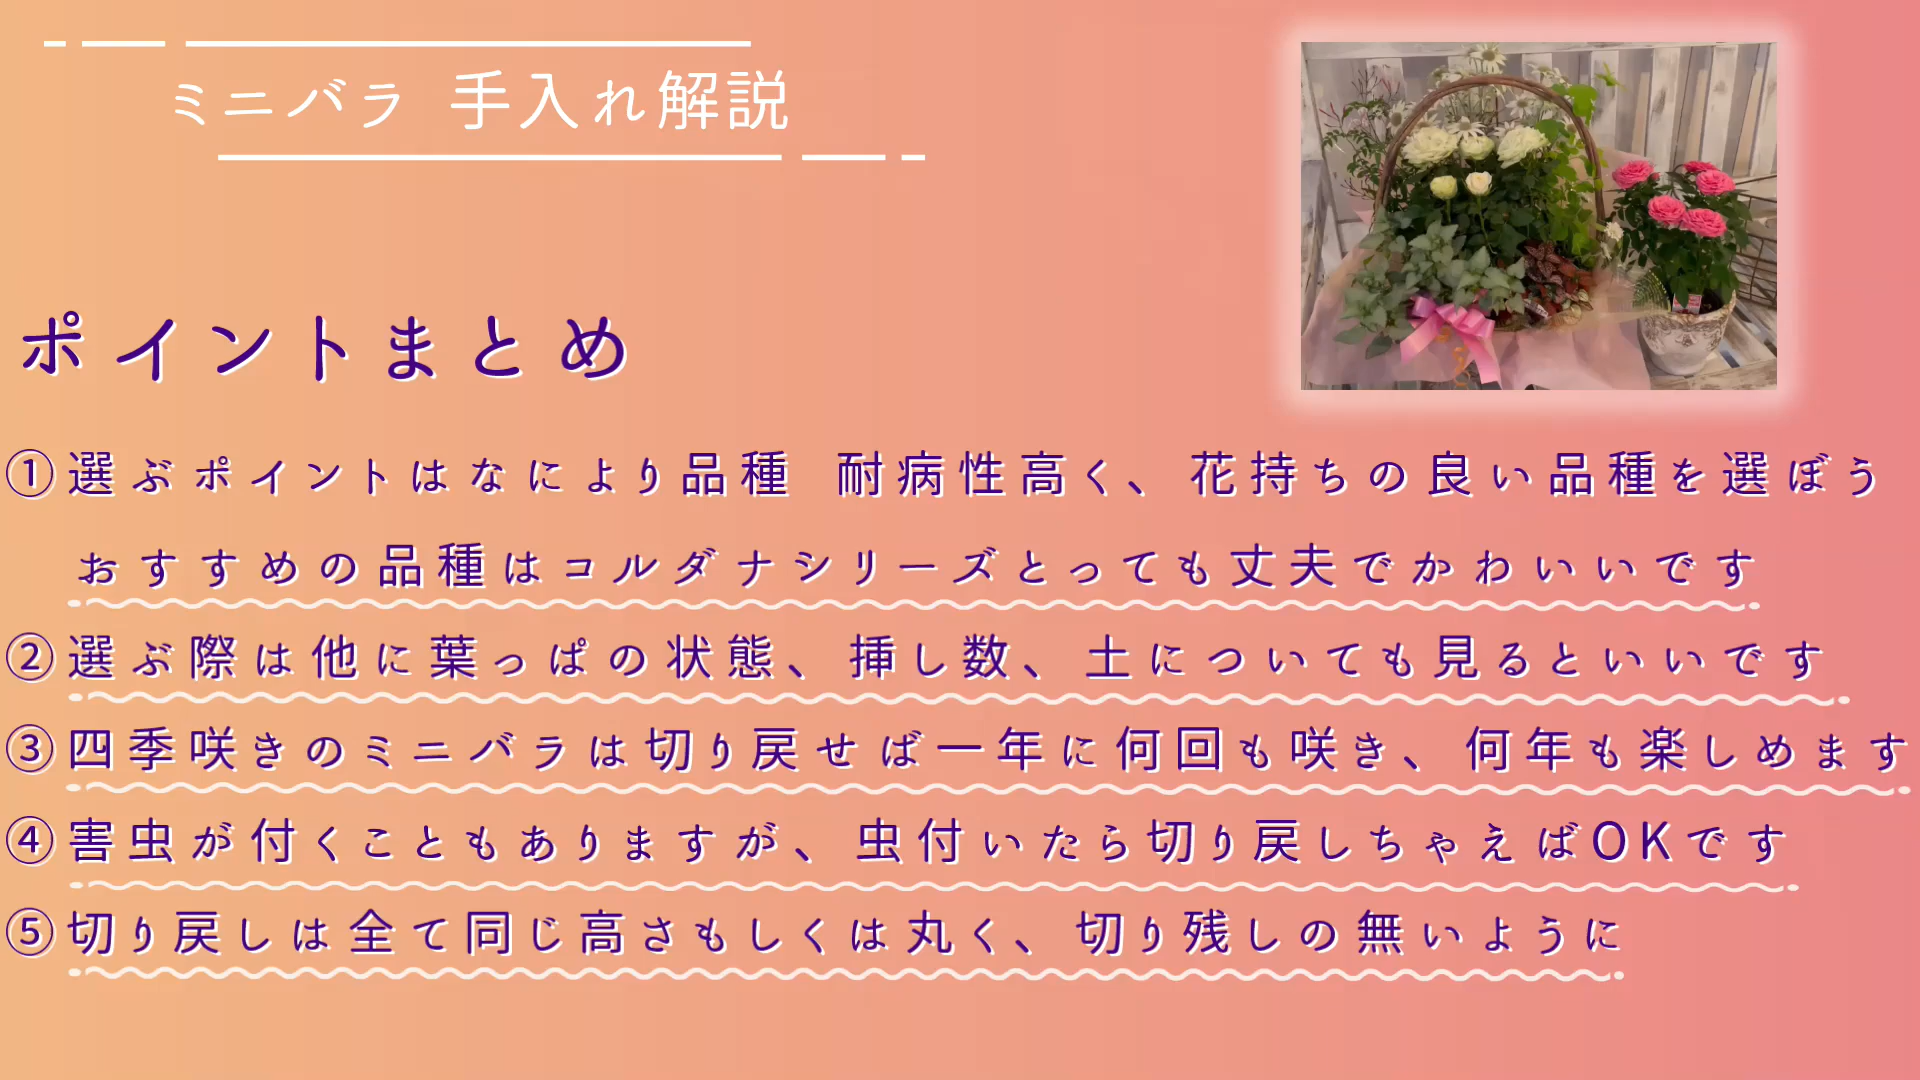 ミニバラ 手入れ解説
ポイントまとめ
①選ぶポイントはなにより品種 耐病性高く、花持ちの良い品種を選ぼう
おすすめの品種はコルダナシリーズとっても丈夫でかわいいです
②選ぶ際は他に葉っぱの状態、挿し数、土についても見るといいです
③四季咲きのミニバラは切り戻せば一年に何回も咲き、何年も楽しめます
④害虫が付くこともありますが、虫付いたら切り戻しちゃえばOKです
⑤切り戻しは全て同じ高さもしくは丸く、切り残しの無いように